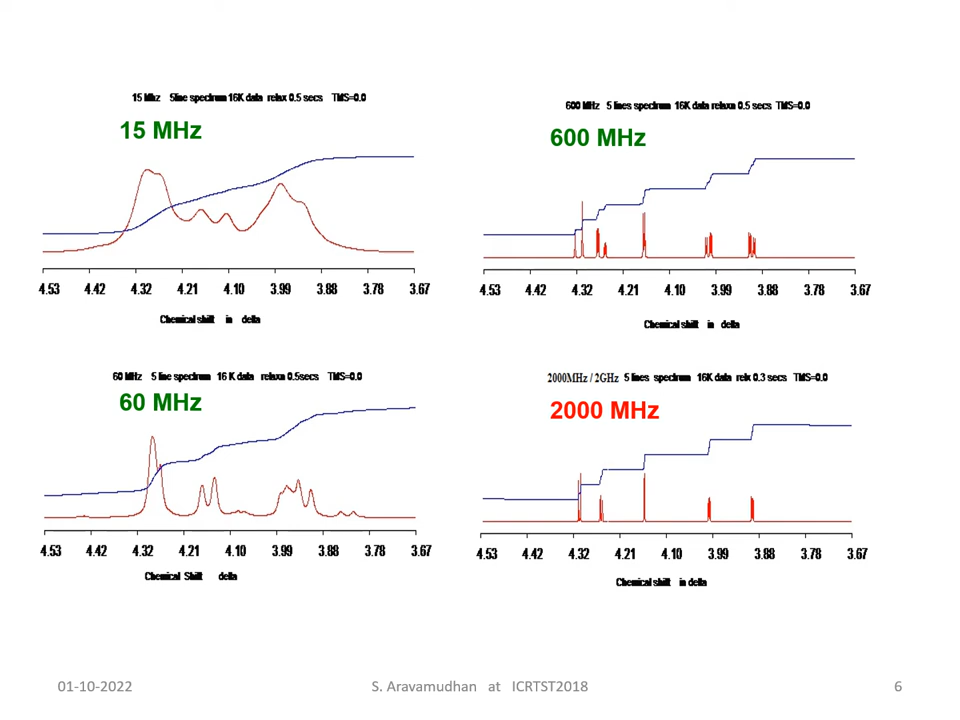 15 Mhz 5line spectrum 16K data relax 0.5 secs TMS=0.0
15 MHz
4.53 4.42 4.32 4.21 4.10 3.99 3.88 3.78 3.67
Chemical shift in delta
600 MHz 5 lines spectrum 16K data relaxn 0.5 secs TMS=0.0
600 MHz
4.53 4.42 4.32 4.21 4.10 3.99 3.88 3.78 3.67
Chemical shift in delta
60 MHz 5 line spectrum 16 K data relaxn 0.5secs TMS=0.0
60 MHz
4.53 4.42 4.32 4.21 4.10 3.99 3.88 3.78 3.67
Chemical Shift delta
2000MHz / 2GHz 5 lines spectrum 16K data relx 0.3 secs TMS=0.0
2000 MHz
4.53 4.42 4.32 4.21 4.10 3.99 3.88 3.78 3.67
Chemical shift in delta
01-10-2022 S. Aravamudhan at ICRTST2018 6